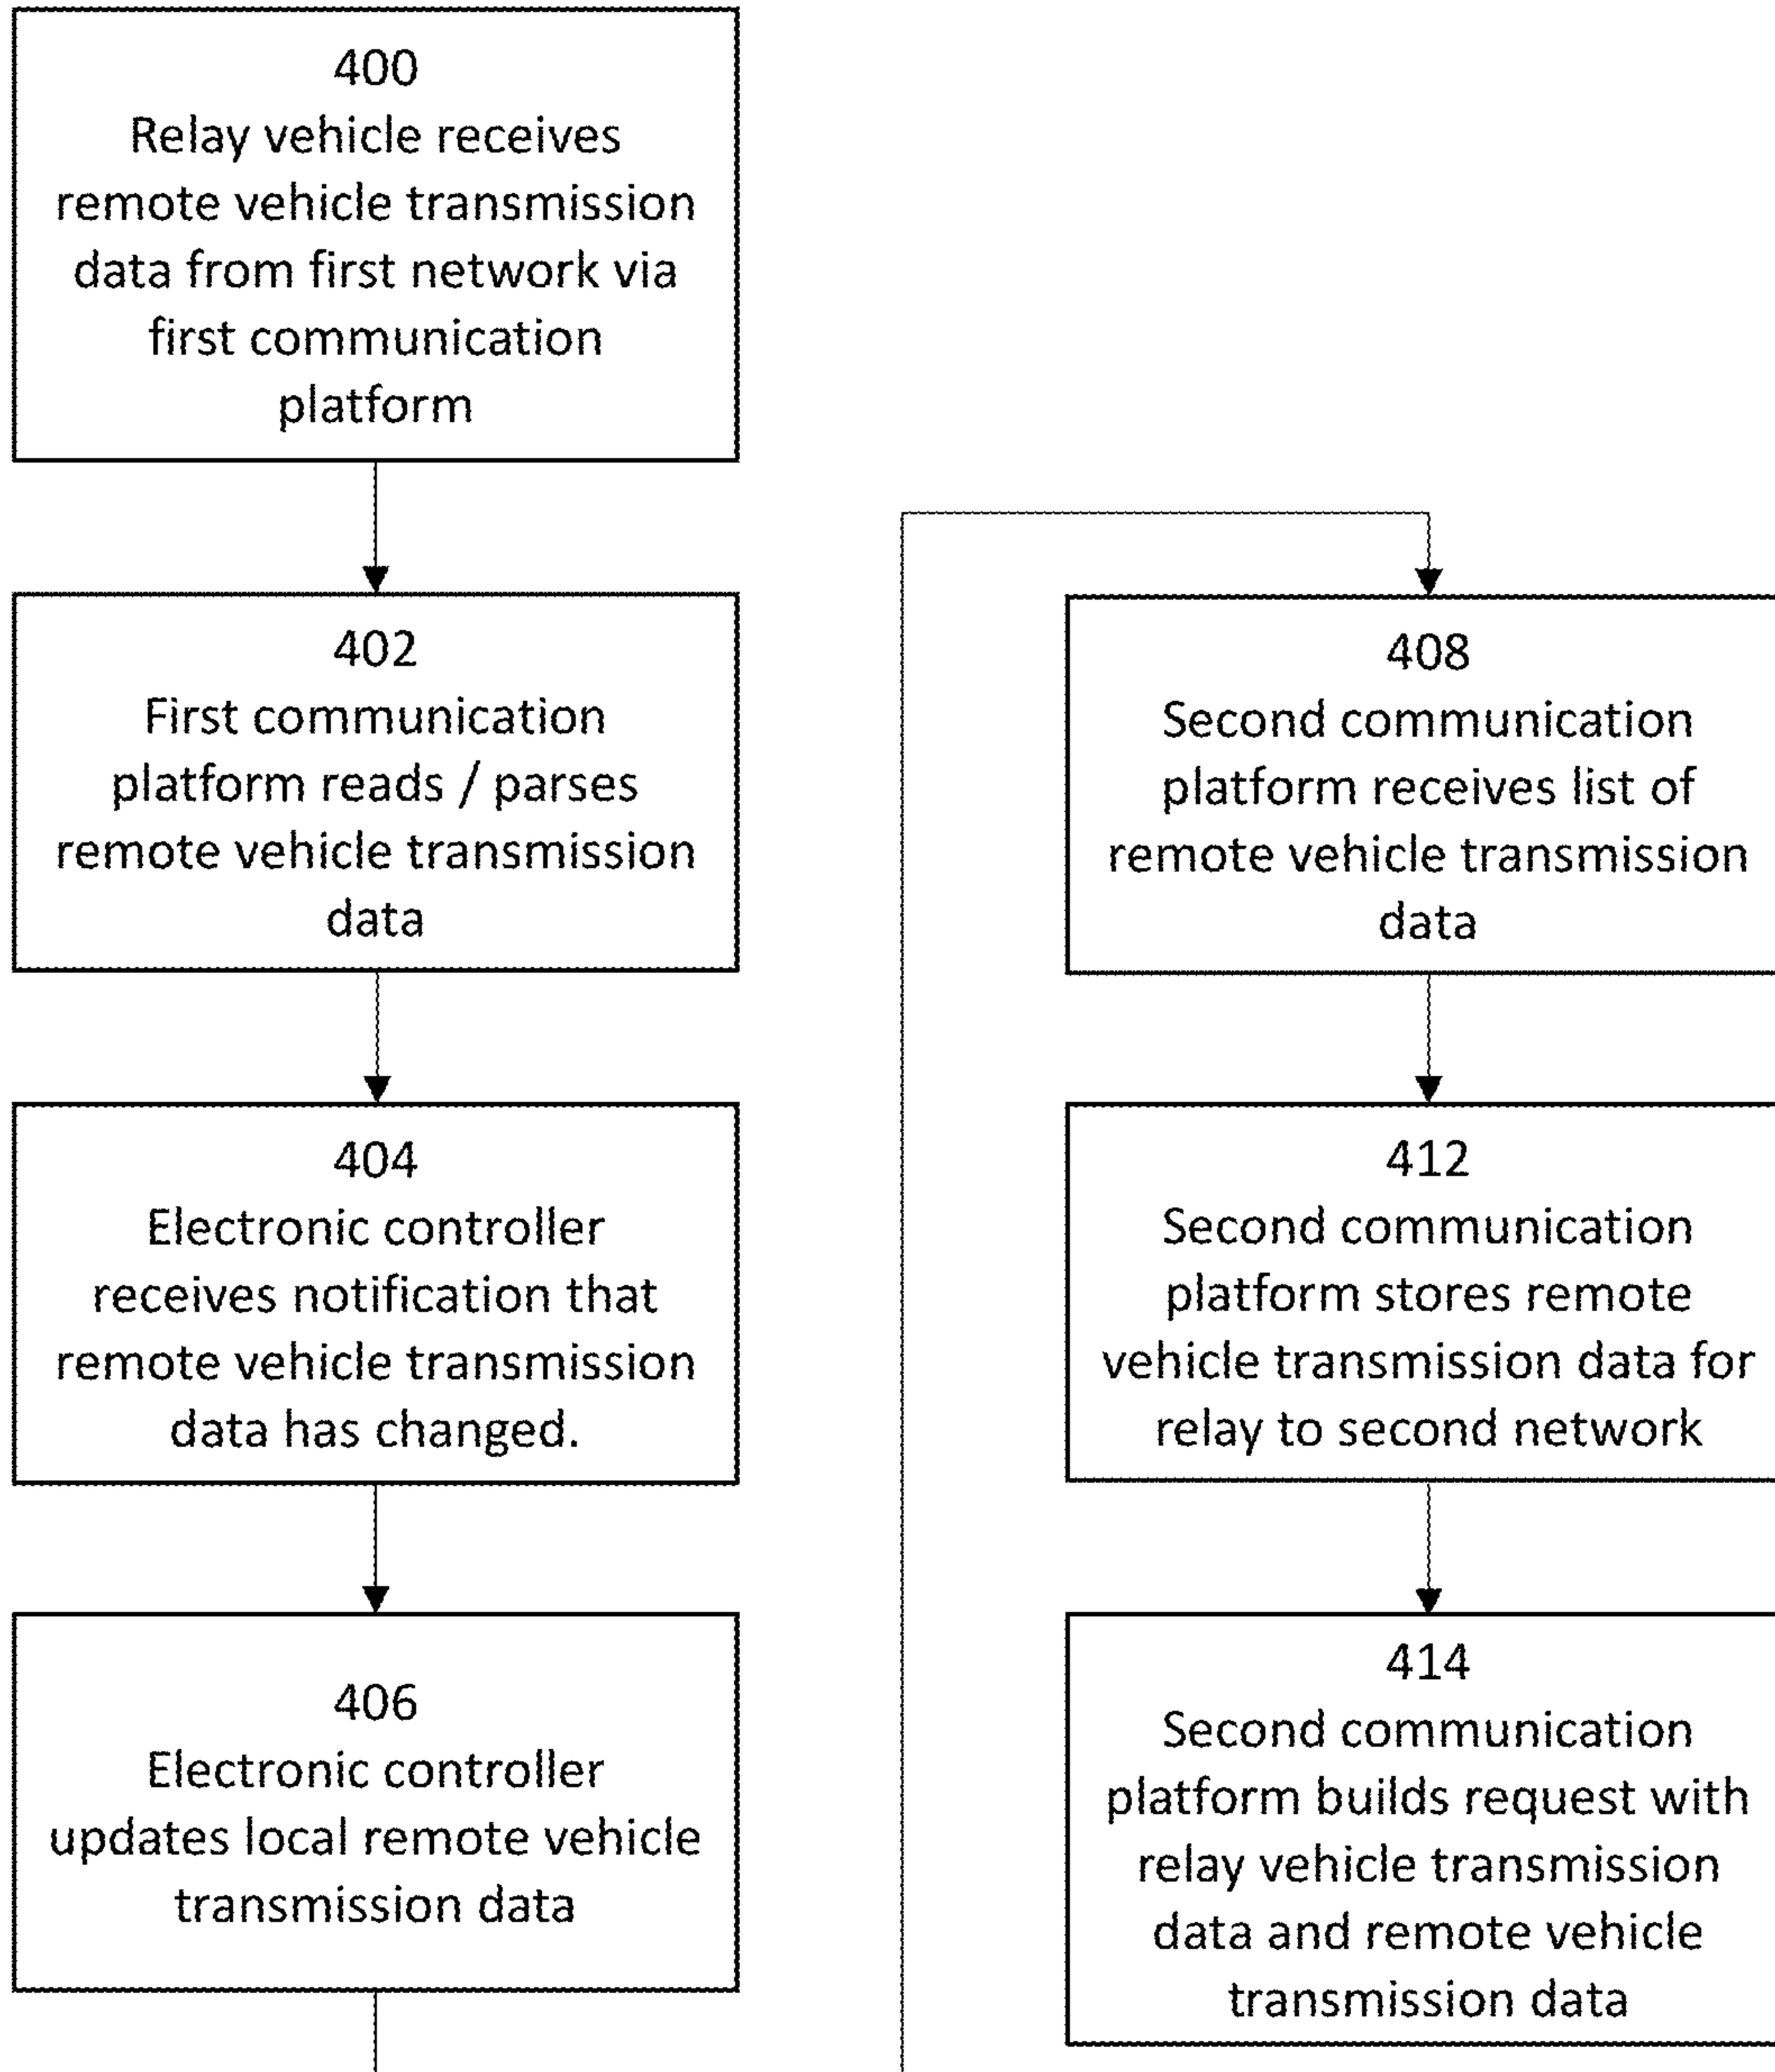 400
Relay vehicle receives
remote vehicle transmission
data from first network via
first communication
platform
402
First communication
platform reads / parses
remote vehicle transmission
data
404
Electronic controller
receives notification that
remote vehicle transmission
data has changed.
406
Electronic controller
updates local remote vehicle
transmission data
408
Second communication
platform receives list of
remote vehicle transmission
data
412
Second communication
platform stores remote
vehicle transmission data for
relay to second network
414
Second communication
platform builds request with
relay vehicle transmission
data and remote vehicle
transmission data